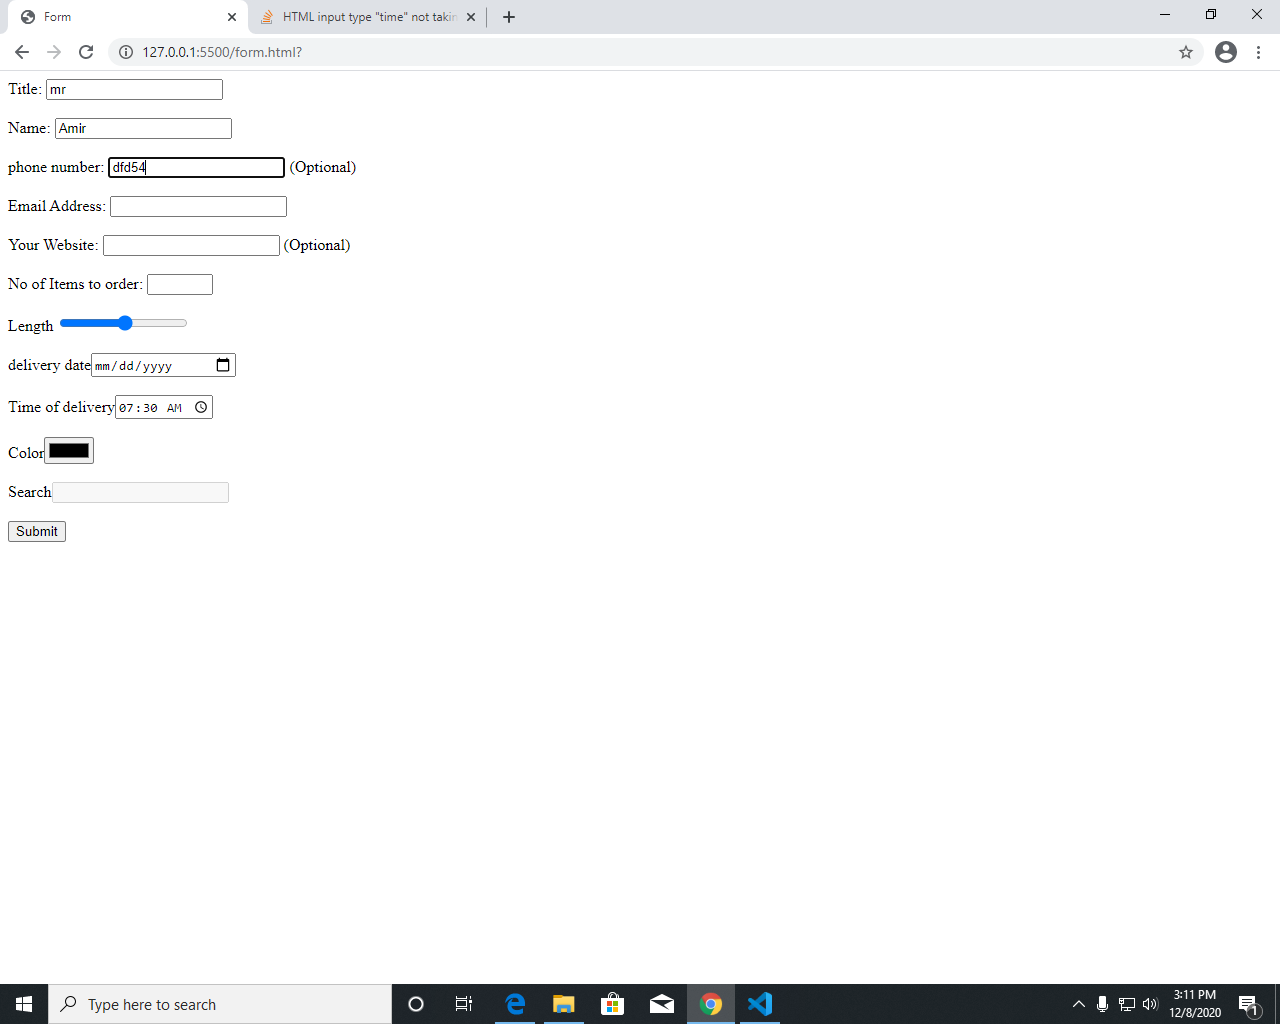 Form
HTML input type "time" not takin
127.0.0.1:5500/form.html?
Title: mr
Name: Amir
phone number: dfd54 (Optional)
Email Address:
Your Website: (Optional)
No of Items to order:
Length
delivery date mm/dd/yyyy
Time of delivery 07:30 AM
Color
Search
Submit
Type here to search
3:11 PM
12/8/2020
1